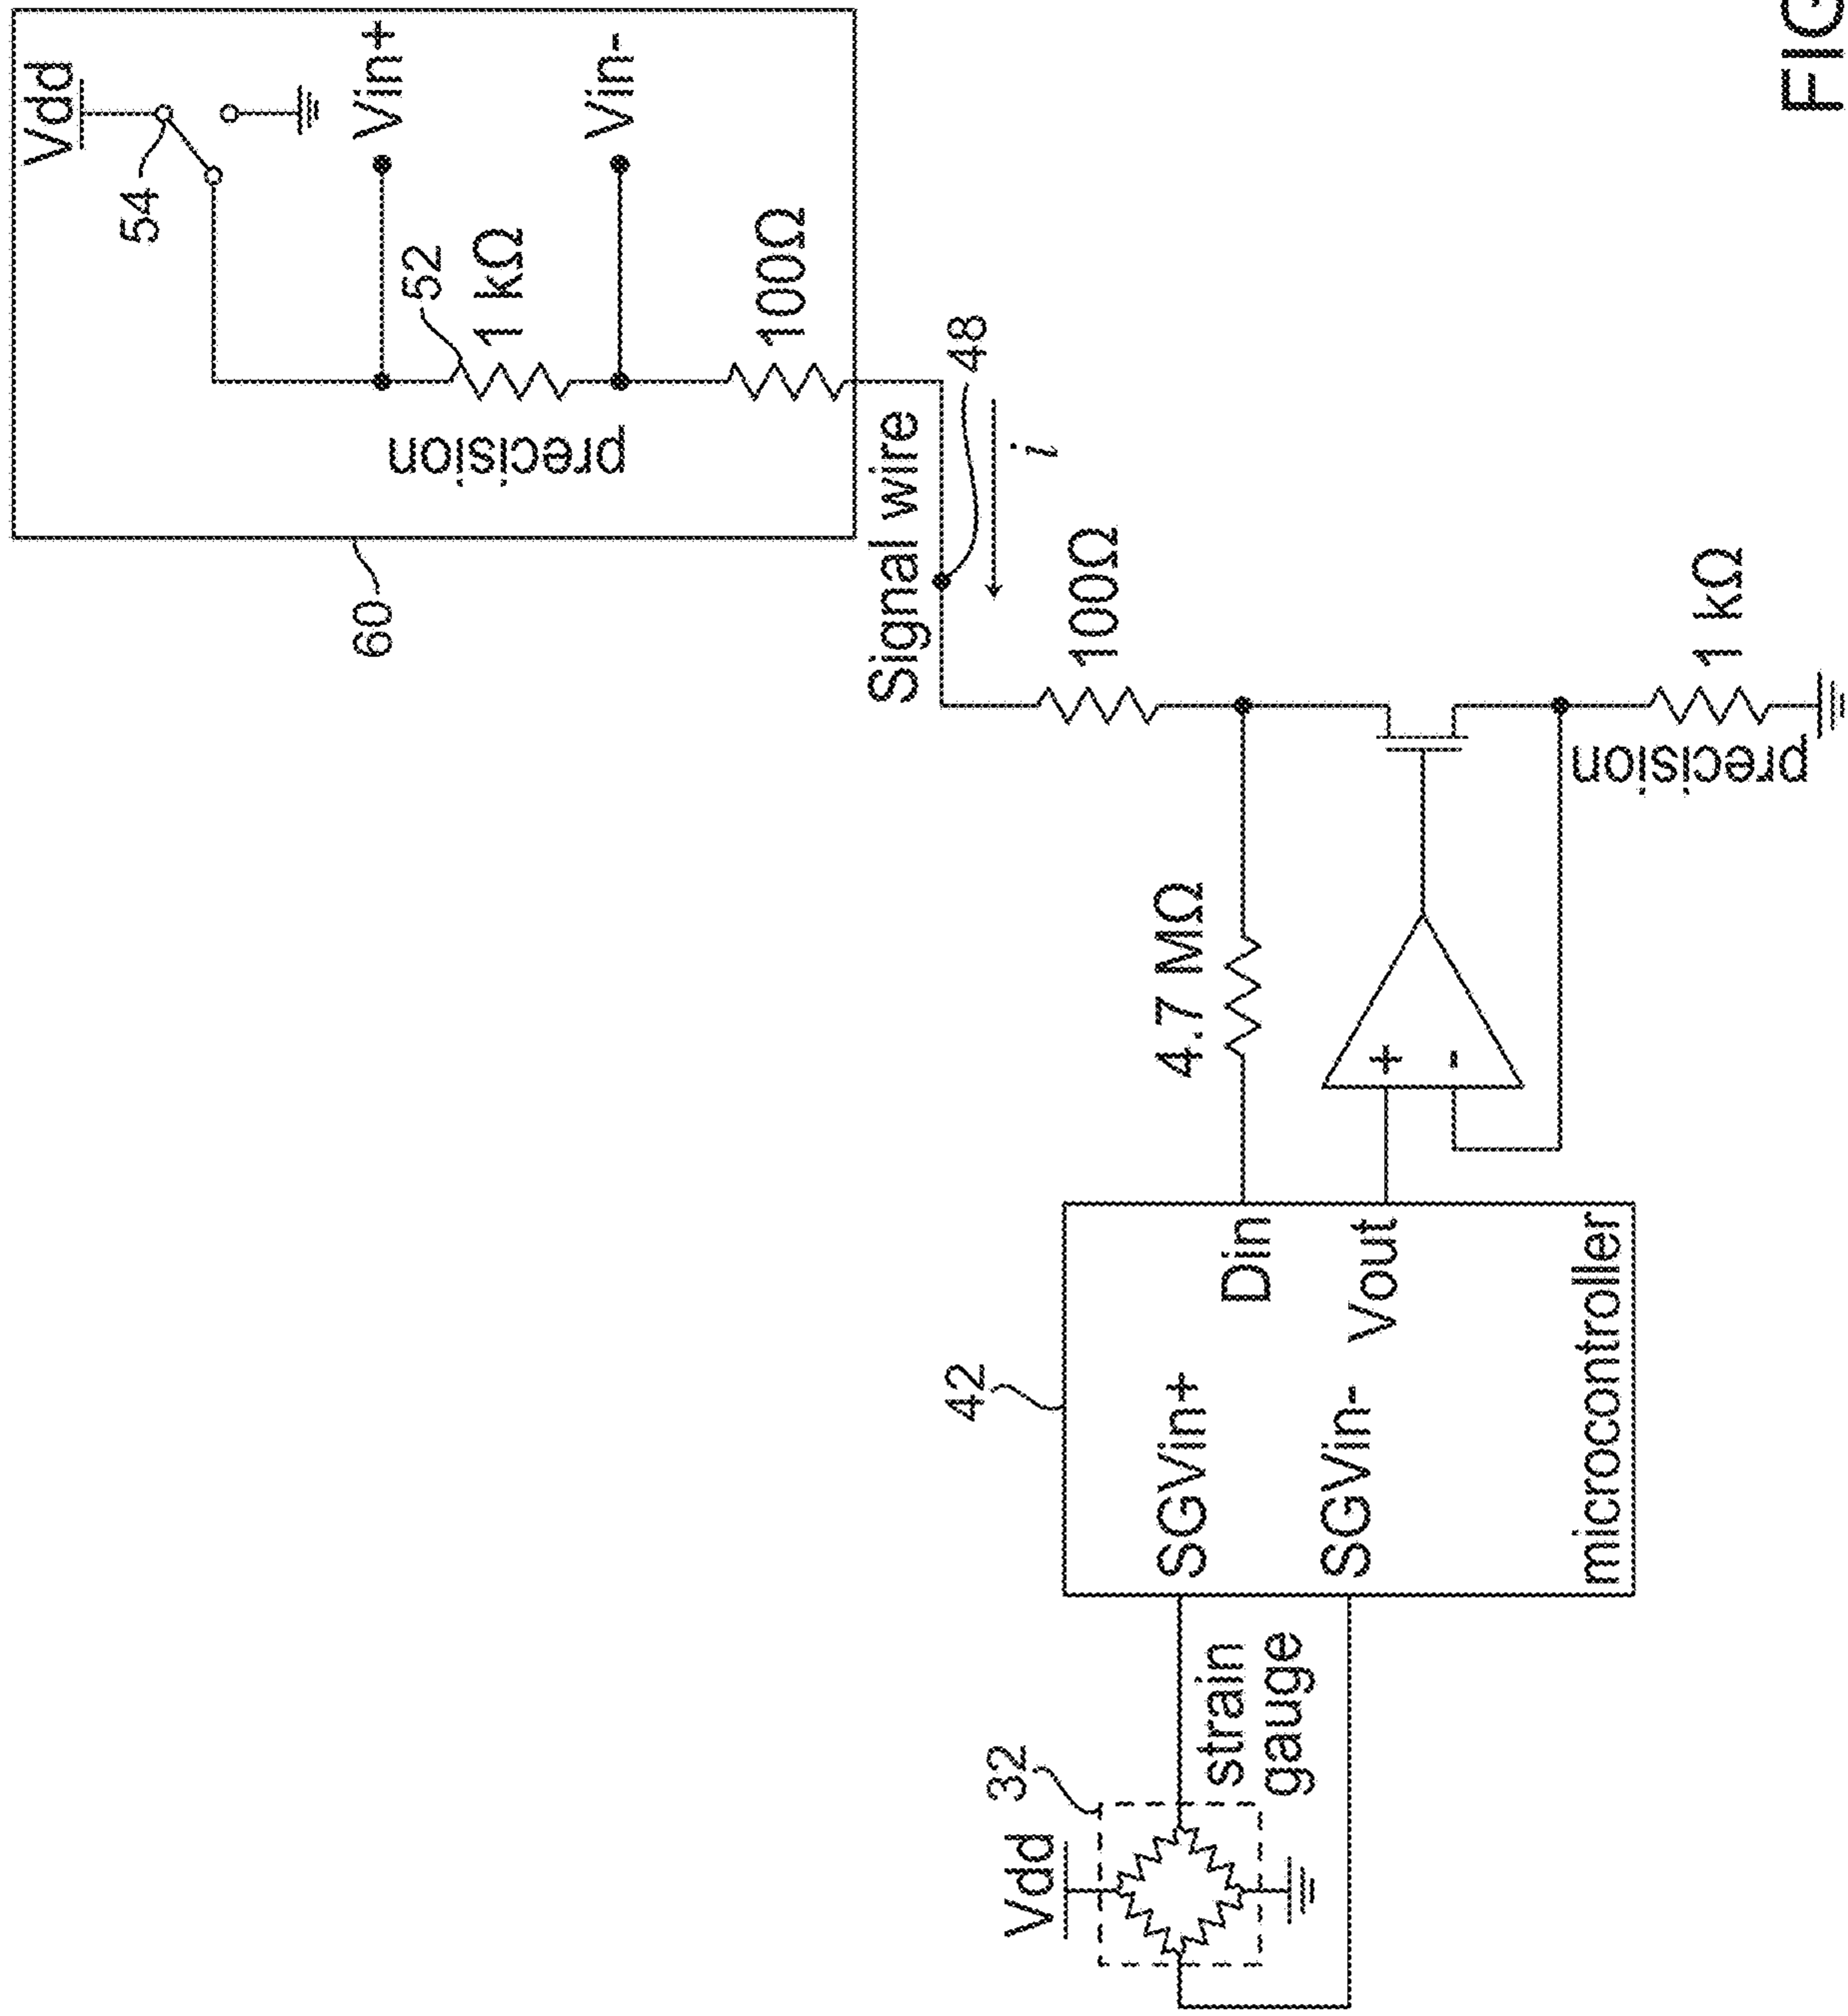 Vdd
54
Vin+
52
1 kΩ
precision
Vin-
100Ω
60
Signal wire
48
i
100Ω
4.7 MΩ
+
-
precision
1 kΩ
42
SGVin+
Din
SGVin-
Vout
microcontroller
Vdd
32
strain
gauge
FIG